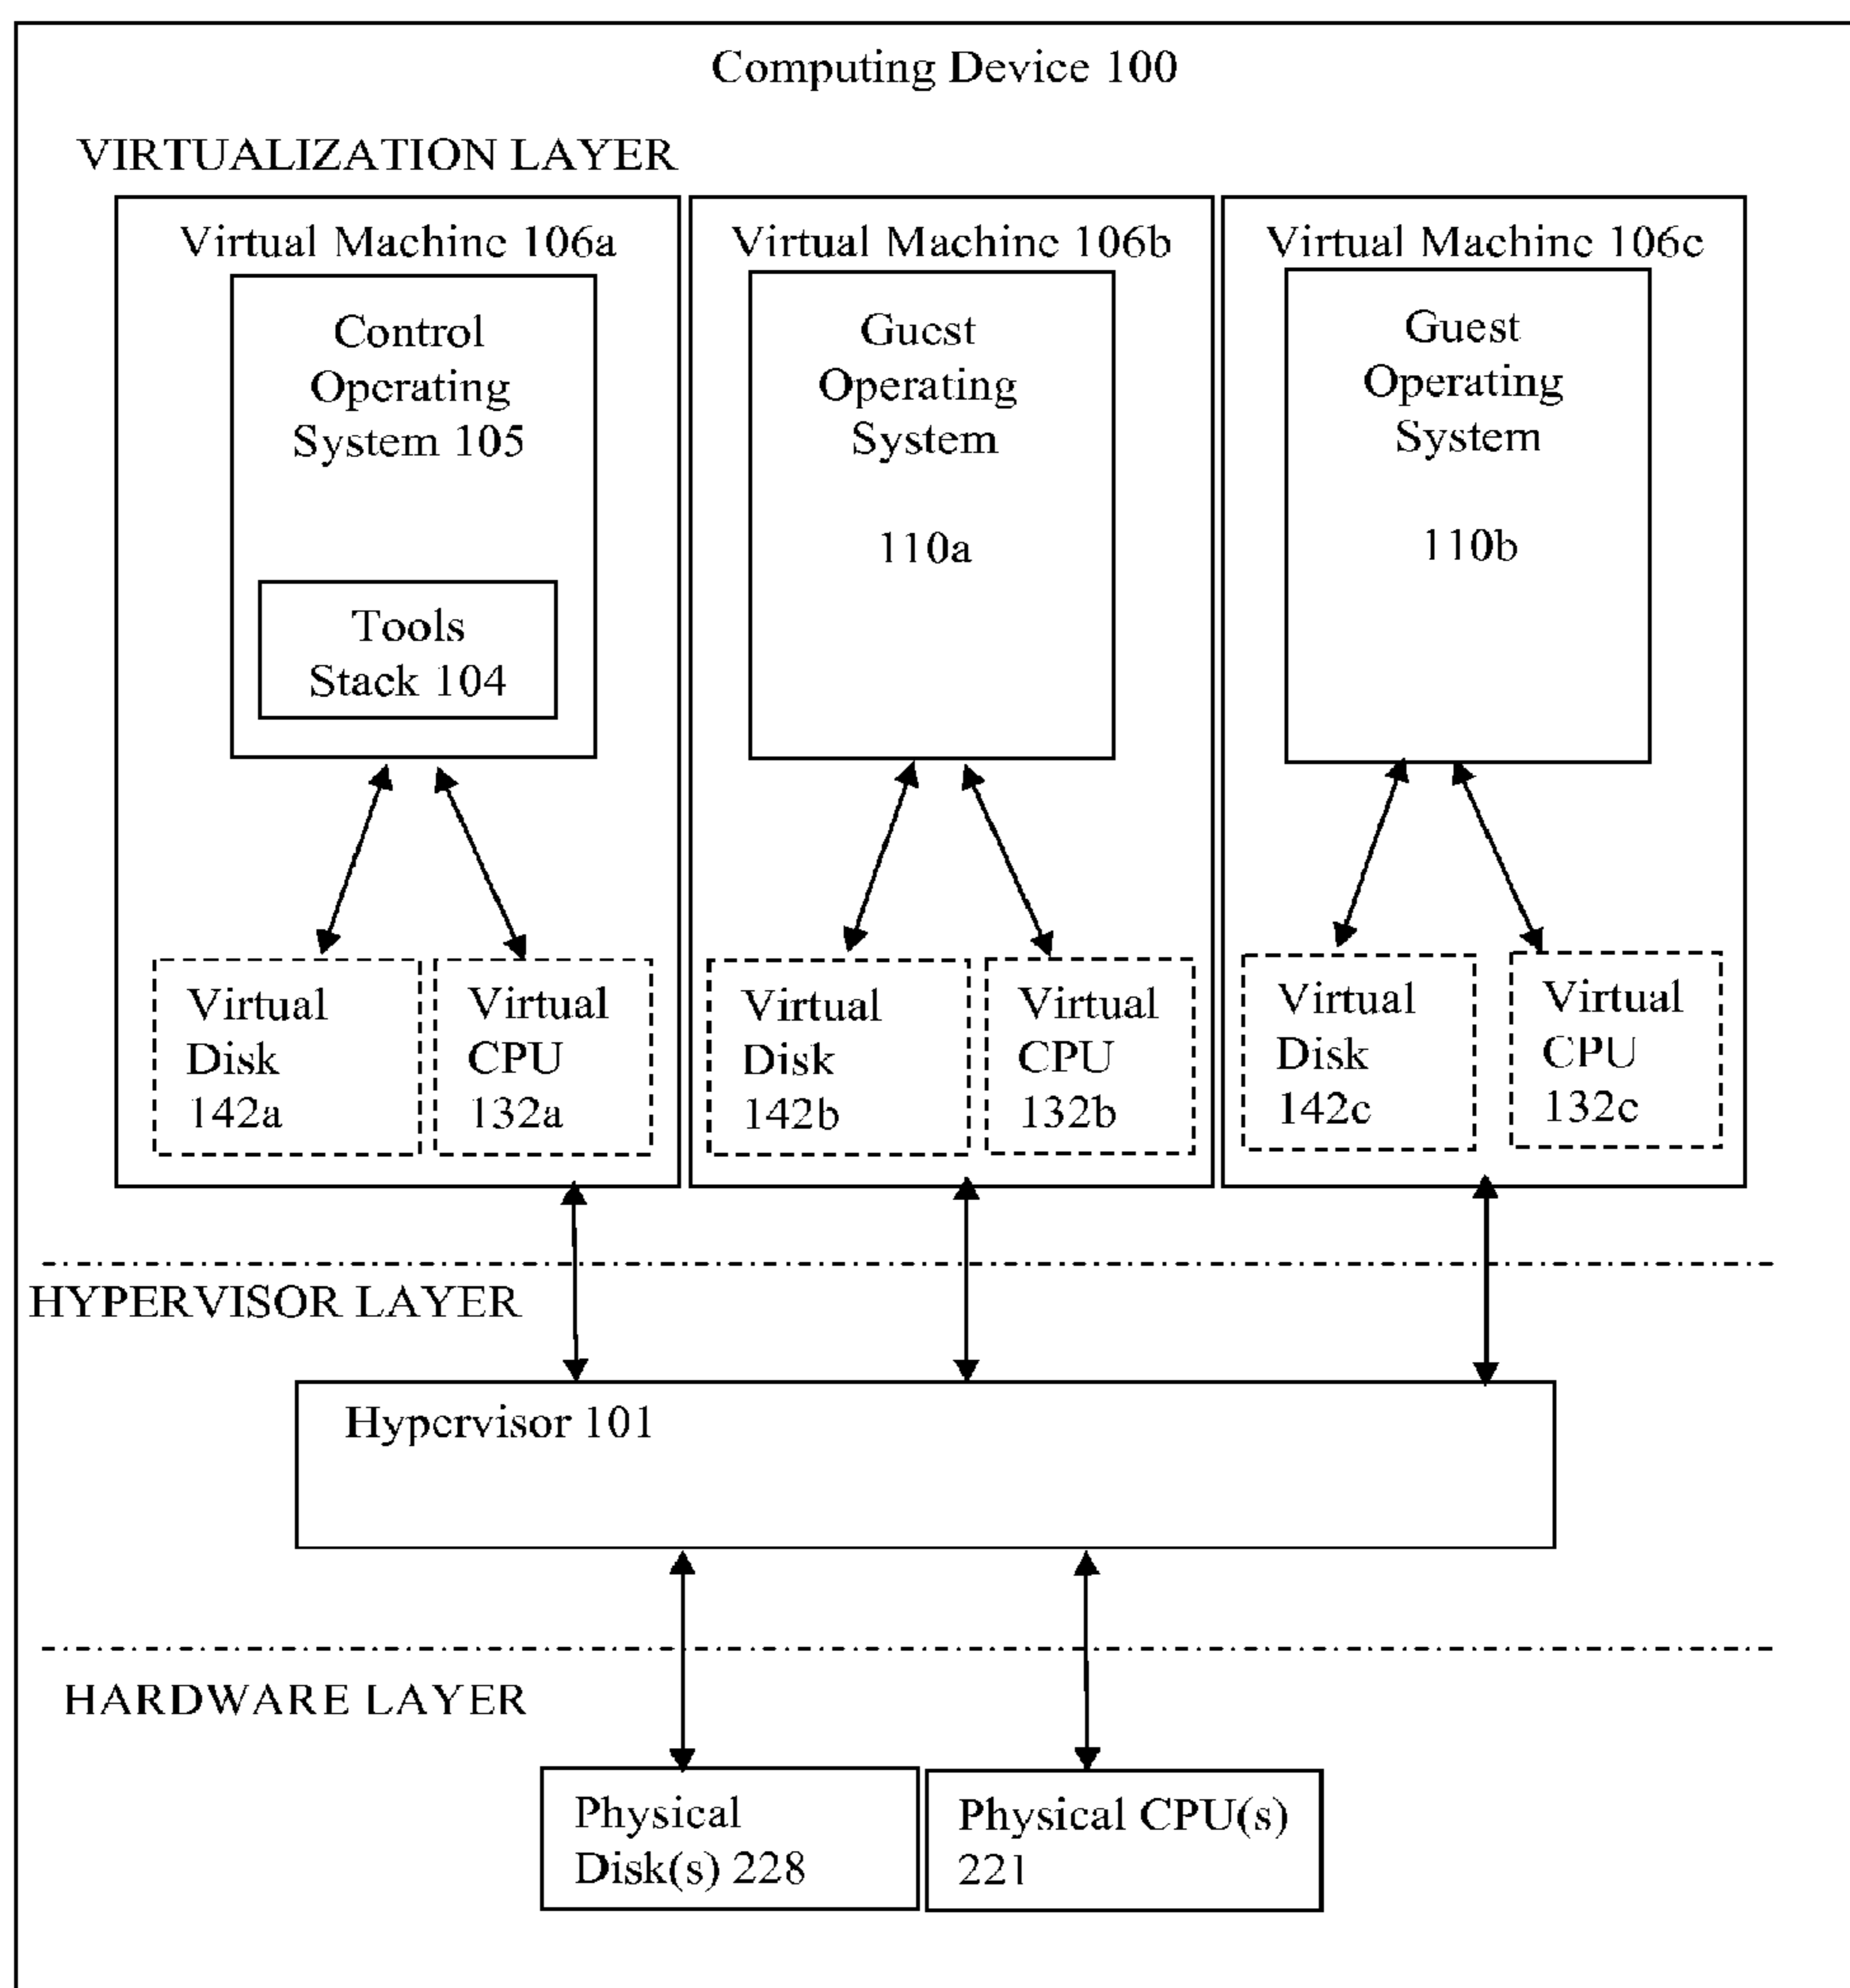 Computing Device 100
VIRTUALIZATION LAYER
Virtual Machine 106a
Control
Operating
System 105
Tools
Stack 104
Virtual
Disk
142a
Virtual
CPU
132a
Virtual Machine 106b
Guest
Operating
System
110a
Virtual
Disk
142b
Virtual
CPU
132b
Virtual Machine 106c
Guest
Operating
System
110b
Virtual
Disk
142c
Virtual
CPU
132c
HYPERVISOR LAYER
Hypervisor 101
HARDWARE LAYER
Physical
Disk(s) 228
Physical CPU(s)
221